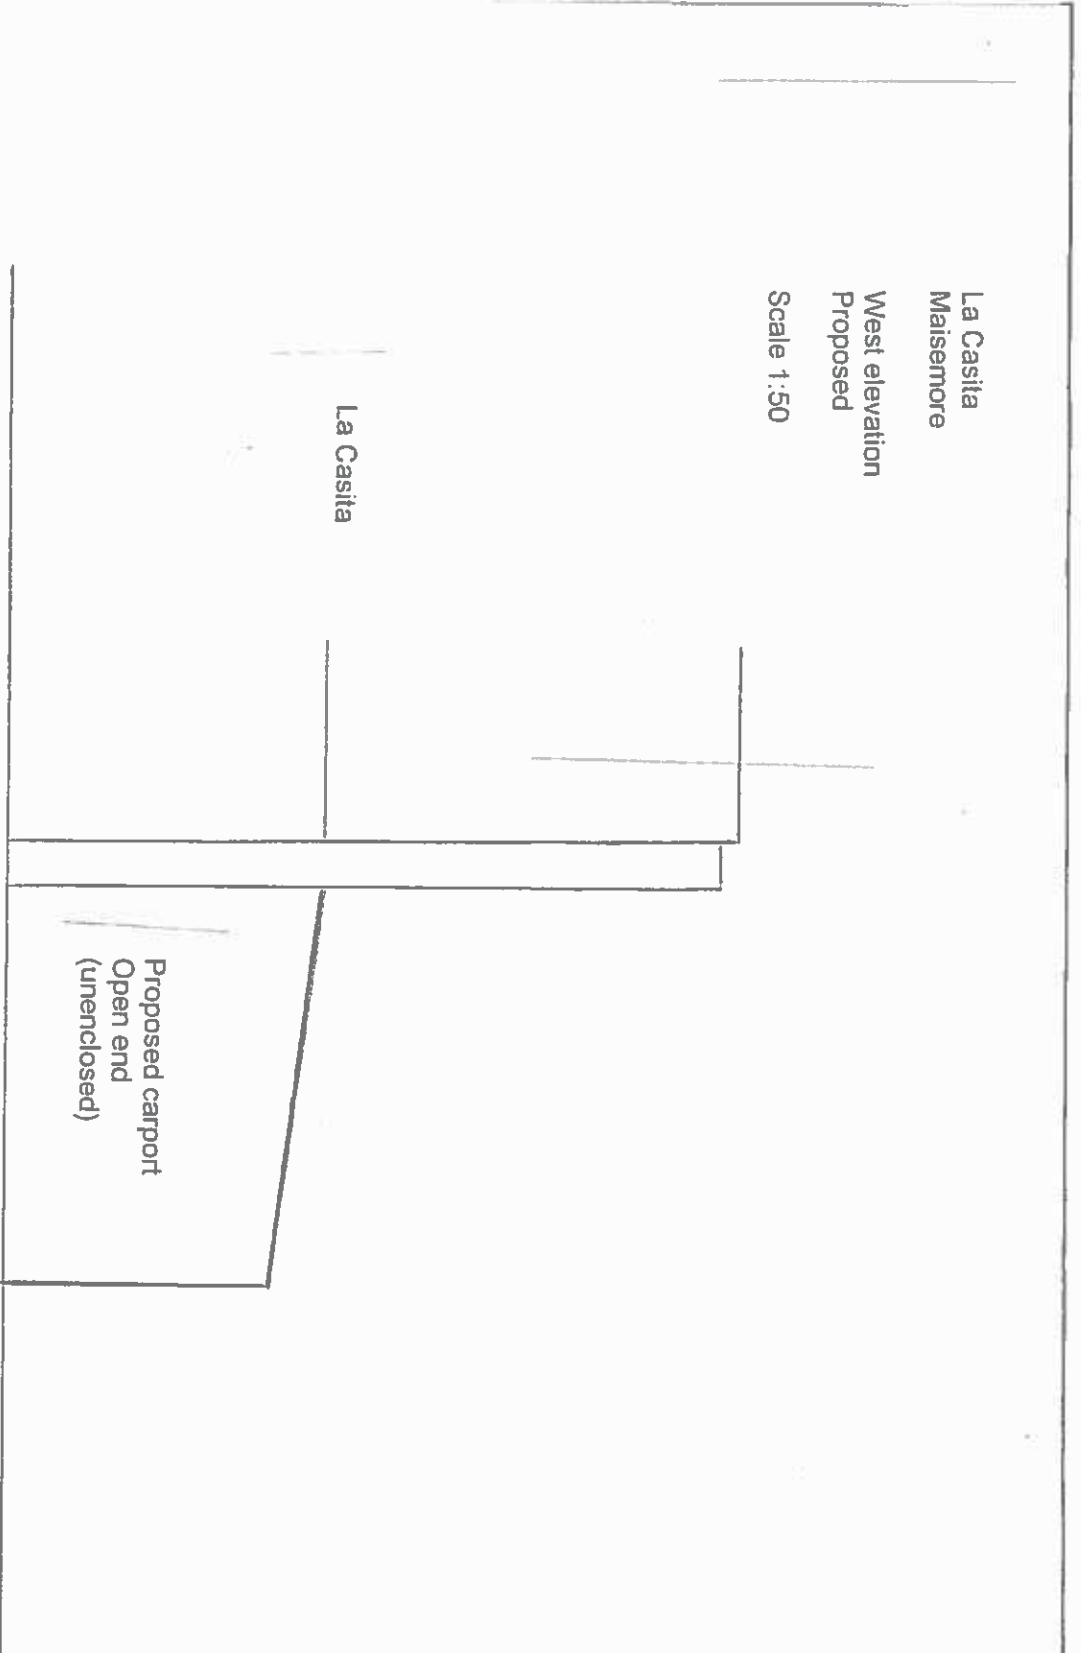 La Casita
Maisemore
West elevation
Proposed
Scale 1:50
La Casita
Proposed carport
Open end
(unenclosed)